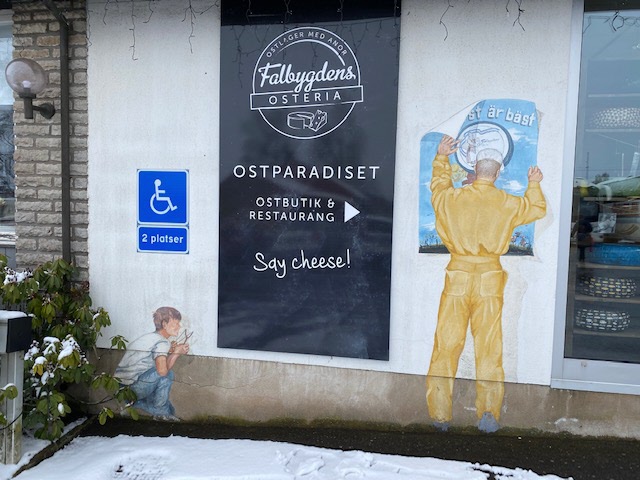 OSTLAGER MED ANOR
Falbygdens
OSTERIA
OSTPARADISET
OSTBUTIK &
RESTAURANG
Say cheese!
2 platser
st är bäst